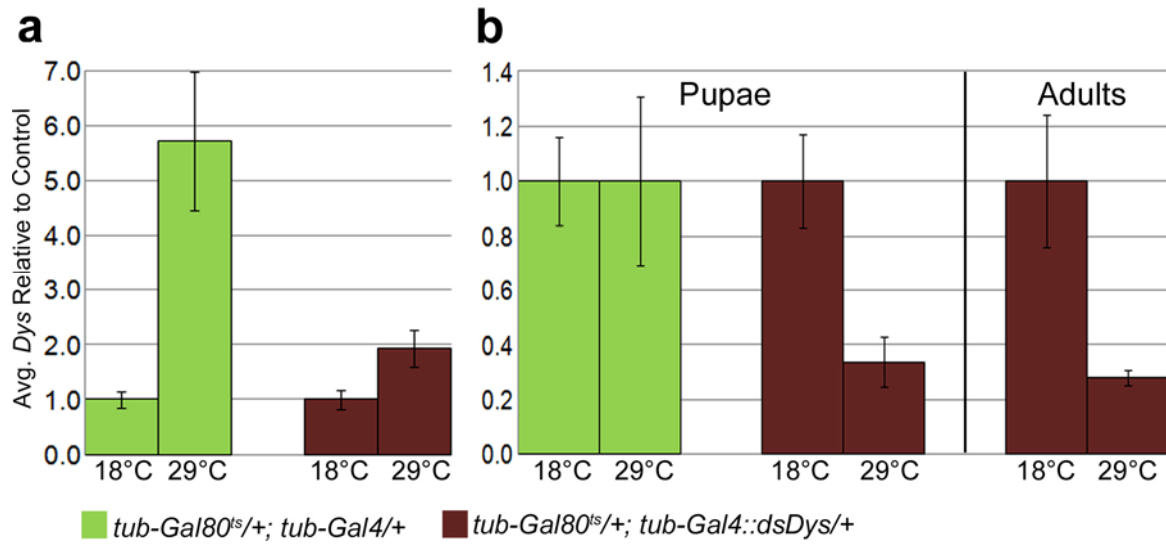 a
b
Avg. Dys Relative to Control
7.0
6.0
5.0
4.0
3.0
2.0
1.0
0.0
18°C 29°C 18°C 29°C
1.4
1.2
1.0
0.8
0.6
0.4
0.2
0.0
Pupae Adults
18°C 29°C 18°C 29°C 18°C 29°C
tub-Gal80ts/+; tub-Gal4/+ tub-Gal80ts/+; tub-Gal4::dsDys/+